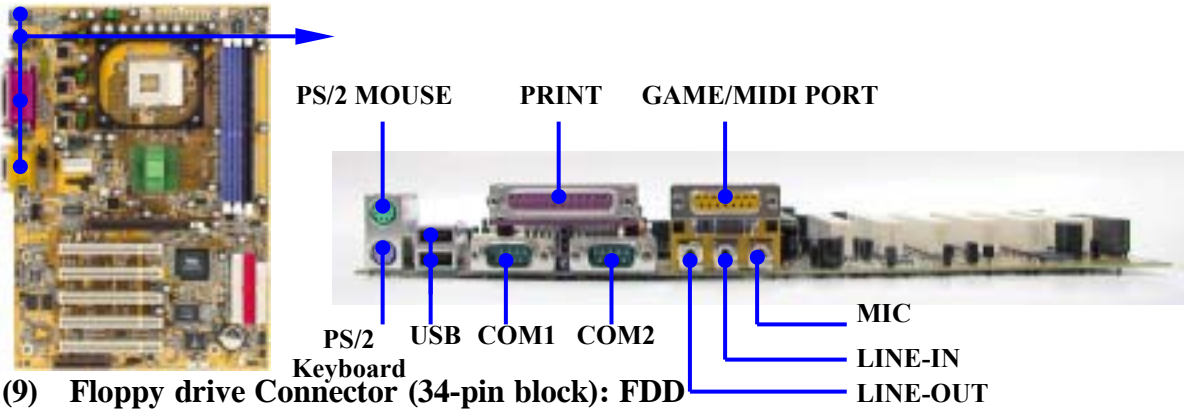 PS/2 MOUSE PRINT GAME/MIDI PORT
PS/2
Keyboard
USB COM1 COM2
MIC
LINE-IN
LINE-OUT
(9) Floppy drive Connector (34-pin block): FDD